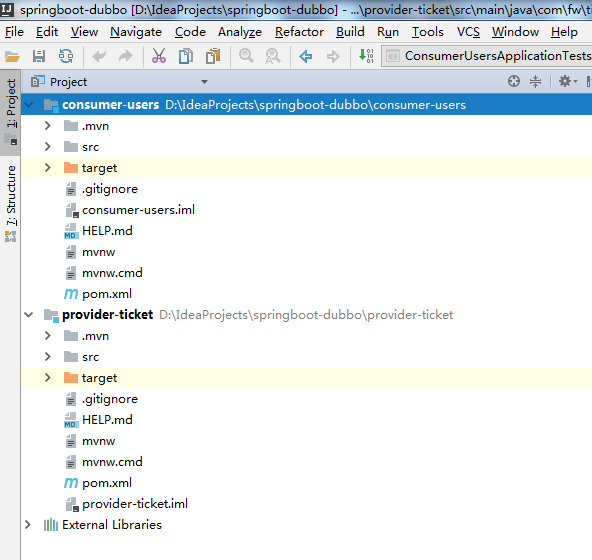 springboot-dubbo [D:\IdeaProjects\springboot-dubbo] - ...\provider-ticket\src\main\java\com\fw\t
File Edit View Navigate Code Analyze Refactor Build Run Tools VCS Window Help
ConsumerUsersApplicationTests
Project
1: Project
7: Structure
consumer-users D:\IdeaProjects\springboot-dubbo\consumer-users
.mvn
src
target
.gitignore
consumer-users.iml
HELP.md
mvnw
mvnw.cmd
pom.xml
provider-ticket D:\IdeaProjects\springboot-dubbo\provider-ticket
.mvn
src
target
.gitignore
HELP.md
mvnw
mvnw.cmd
pom.xml
provider-ticket.iml
External Libraries